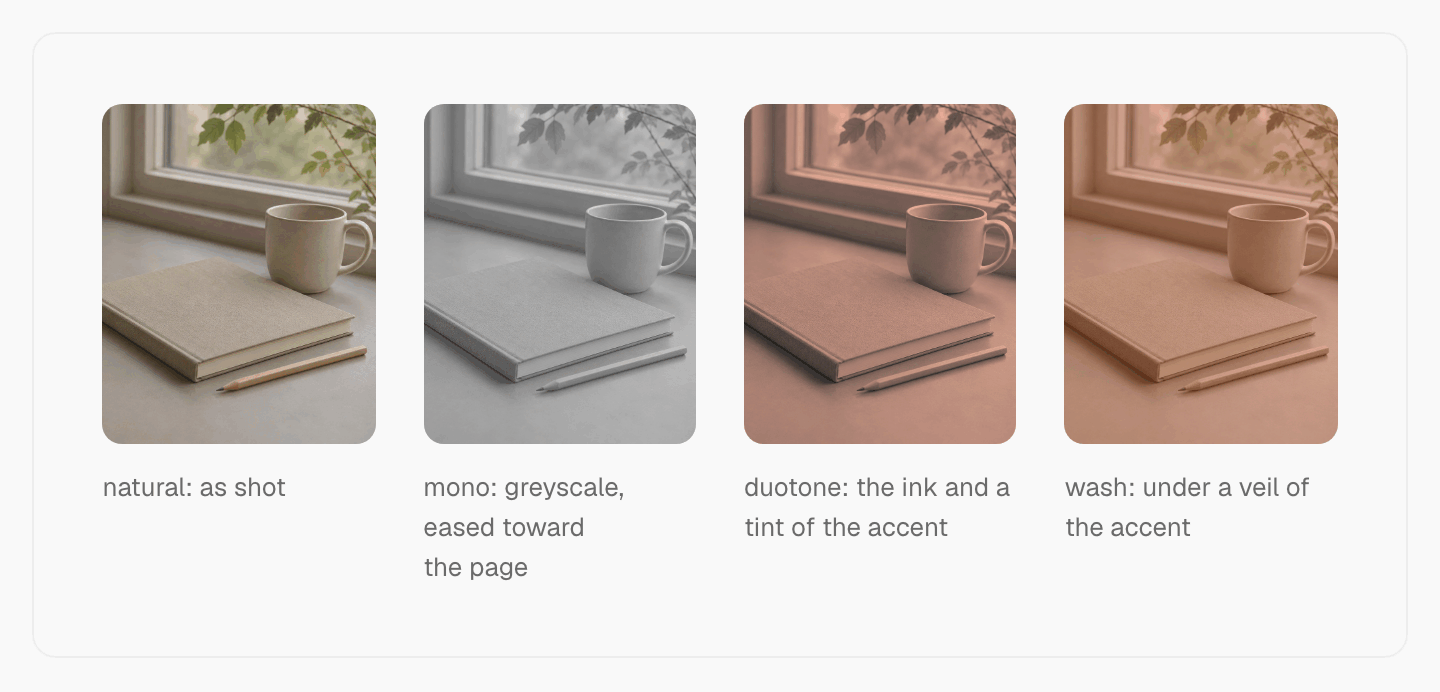 natural: as shot
mono: greyscale,
eased toward
the page
duotone: the ink and a
tint of the accent
wash: under a veil of
the accent